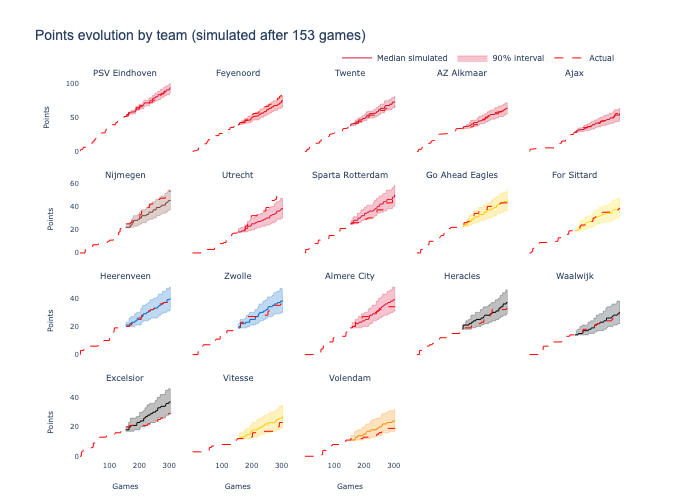 Points evolution by team (simulated after 153 games)
Median simulated 90% interval Actual
PSV Eindhoven Feyenoord Twente AZ Alkmaar Ajax
100
50
0
Points
Nijmegen Utrecht Sparta Rotterdam Go Ahead Eagles For Sittard
60
40
20
0
Points
Heerenveen Zwolle Almere City Heracles Waalwijk
40
20
0
Points
Excelsior Vitesse Volendam
40
20
0
Points
100 200 300 100 200 300 100 200 300
Games Games Games